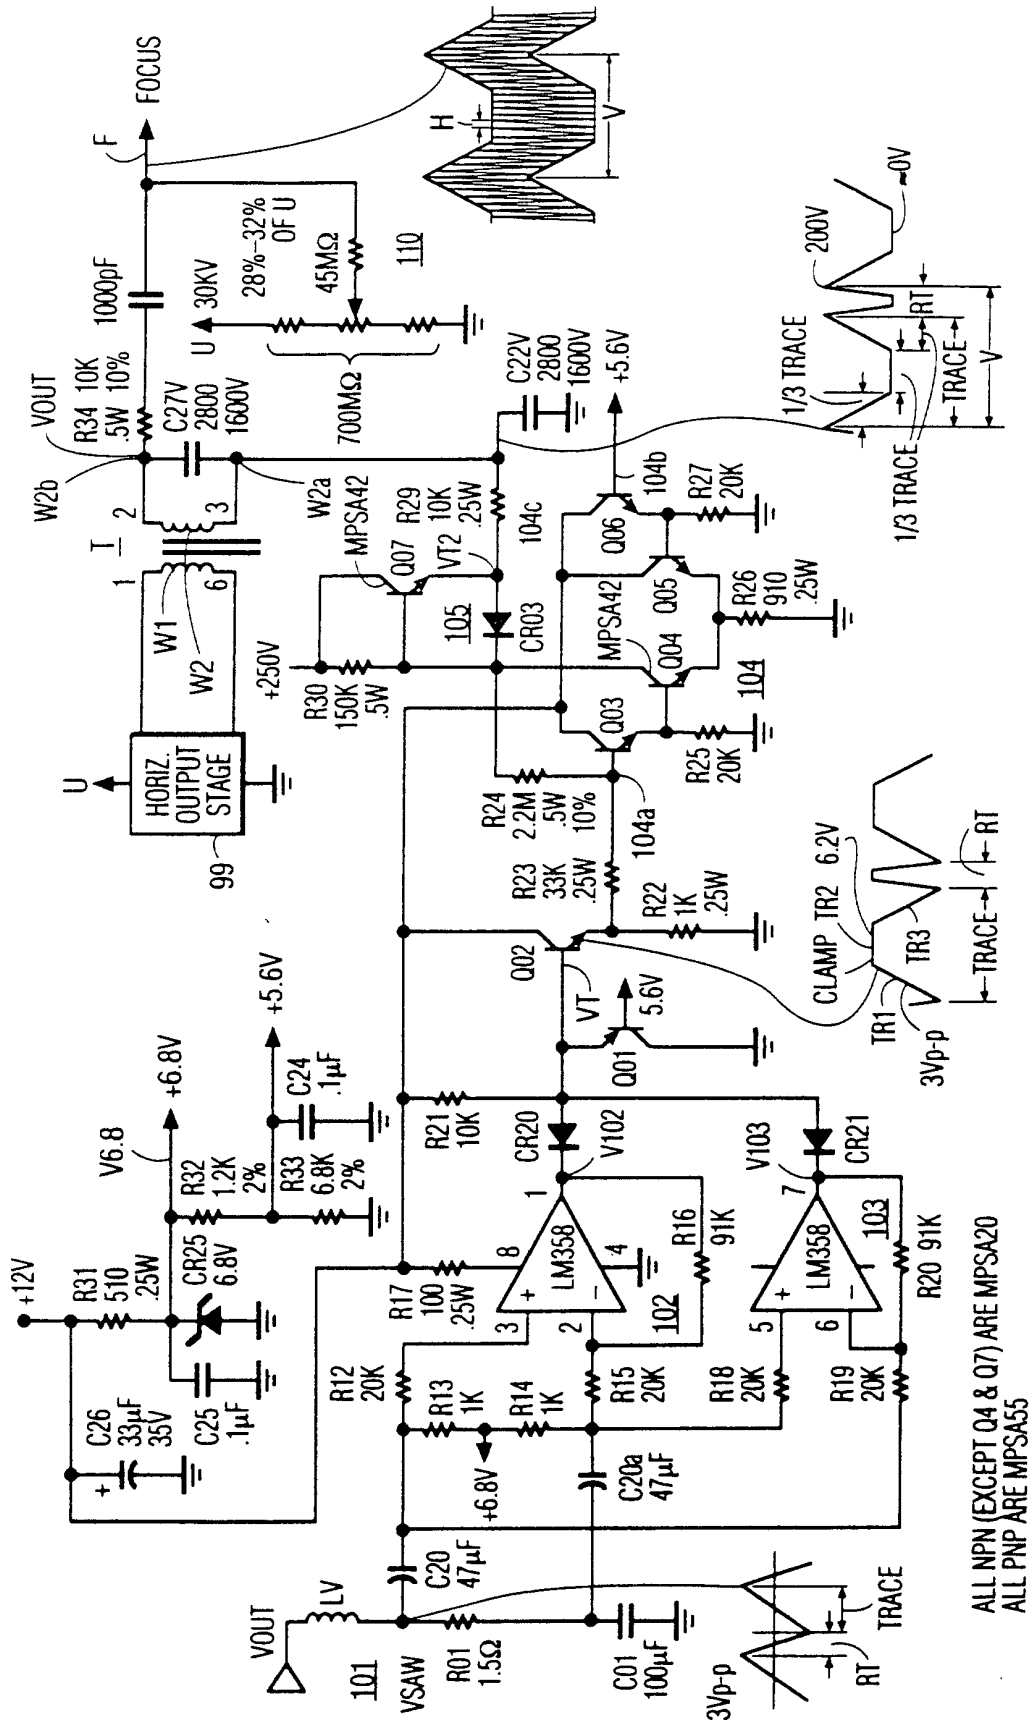 +12V
C26
33µF
35V
+
R31
510
.25W
C25
.1µF
CR25
6.8V
V6.8
+6.8V
R32
1.2K
2%
R33
6.8K
2%
+5.6V
C24
.1µF
U
HORIZ.
OUTPUT
STAGE
99
W1
W2
1
6
T
2
3
W2b
VOUT
W2a
R34 10K
.5W 10%
C27V
2800
1600V
1000pF
F
FOCUS
U
30KV
28%-32%
OF U
45MΩ
700MΩ
110
H
V
+250V
R30
150K
.5W
MPSA42
Q07
105
VT2
CR03
R29
10K
.25W
104c
C22V
2800
1600V
R24
2.2M
.5W
10%
104a
Q03
MPSA42
Q04
Q05
Q06
104b
+5.6V
R25
20K
104
R26
910
.25W
R27
20K
1/3 TRACE
200V
≈0V
RT
TRACE
V
1/3 TRACE
VOUT
LV
101
VSAW
R01
1.5Ω
C01
100µF
C20
47µF
C20a
47µF
R12
20K
R13
1K
R14
1K
+6.8V
R15
20K
R17
100
.25W
3
2
+
−
LM358
8
4
1
102
R16
91K
V102
CR20
R21
10K
R18
20K
R19
20K
5
6
+
−
LM358
7
103
R20 91K
V103
CR21
Q01
5.6V
VT
Q02
R23
33K
.25W
R22
1K
.25W
3Vp-p
RT
TRACE
3Vp-p
TR1
CLAMP
TR2
6.2V
TR3
TRACE
RT
ALL NPN (EXCEPT Q4 & Q7) ARE MPSA20
ALL PNP ARE MPSA55